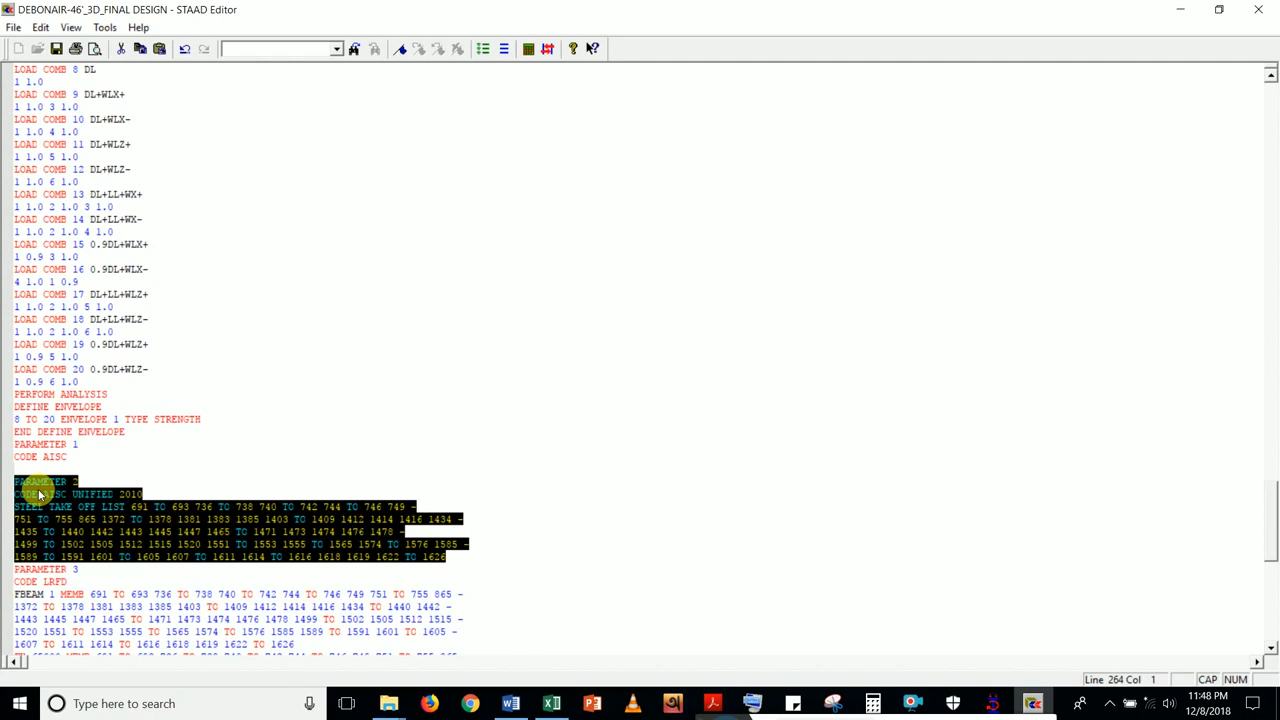 DEBONAIR-46'_3D_FINAL DESIGN - STAAD Editor
File Edit View Tools Help
LOAD COMB 8 DL
1 1.0
LOAD COMB 9 DL+WLX+
1 1.0 3 1.0
LOAD COMB 10 DL+WLX-
1 1.0 4 1.0
LOAD COMB 11 DL+WLZ+
1 1.0 5 1.0
LOAD COMB 12 DL+WLZ-
1 1.0 6 1.0
LOAD COMB 13 DL+LL+WX+
1 1.0 2 1.0 3 1.0
LOAD COMB 14 DL+LL+WX-
1 1.0 2 1.0 4 1.0
LOAD COMB 15 0.9DL+WLX+
1 0.9 3 1.0
LOAD COMB 16 0.9DL+WLX-
4 1.0 1 0.9
LOAD COMB 17 DL+LL+WLZ+
1 1.0 2 1.0 5 1.0
LOAD COMB 18 DL+LL+WLZ-
1 1.0 2 1.0 6 1.0
LOAD COMB 19 0.9DL+WLZ+
1 0.9 5 1.0
LOAD COMB 20 0.9DL+WLZ-
1 0.9 6 1.0
PERFORM ANALYSIS
DEFINE ENVELOPE
8 TO 20 ENVELOPE 1 TYPE STRENGTH
END DEFINE ENVELOPE
PARAMETER 1
CODE AISC
PARAMETER 2
CODE AISC UNIFIED 2010
STEEL TAKE OFF LIST 691 TO 693 736 TO 738 740 TO 742 744 TO 746 749 -
751 TO 755 865 1372 TO 1378 1381 1383 1385 1403 TO 1409 1412 1414 1416 1434 -
1435 TO 1440 1442 1443 1445 1447 1465 TO 1471 1473 1474 1476 1478 -
1499 TO 1502 1505 1512 1515 1520 1551 TO 1553 1555 TO 1565 1574 TO 1576 1585 -
1589 TO 1591 1601 TO 1605 1607 TO 1611 1614 TO 1616 1618 1619 1622 TO 1626
PARAMETER 3
CODE LRFD
FBEAM 1 MEMB 691 TO 693 736 TO 738 740 TO 742 744 TO 746 749 751 TO 755 865 -
1372 TO 1378 1381 1383 1385 1403 TO 1409 1412 1414 1416 1434 TO 1440 1442 -
1443 1445 1447 1465 TO 1471 1473 1474 1476 1478 1499 TO 1502 1505 1512 1515 -
1520 1551 TO 1553 1555 TO 1565 1574 TO 1576 1585 1589 TO 1591 1601 TO 1605 -
1607 TO 1611 1614 TO 1616 1618 1619 1622 TO 1626
Line 264 Col 1 CAP NUM
Type here to search
11:48 PM
12/8/2018